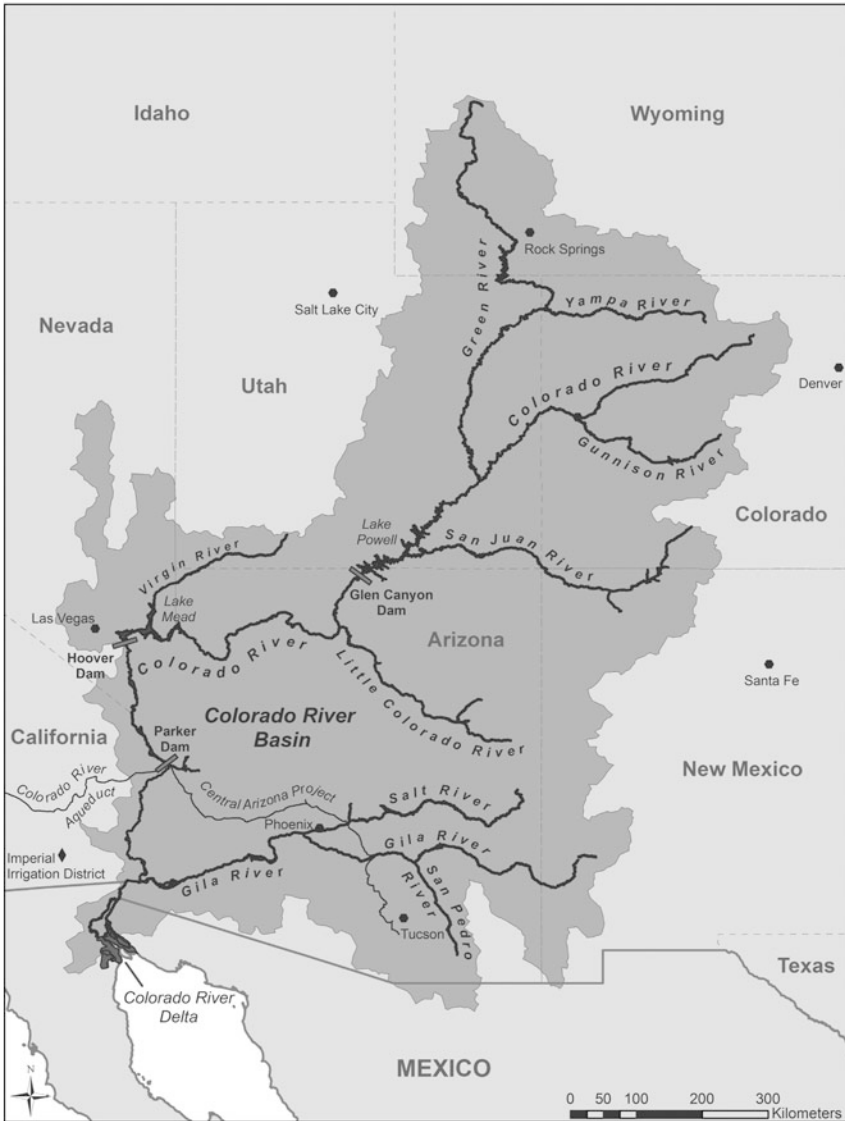 Idaho
Wyoming
Rock Springs
Green River
Yampa River
Salt Lake City
Nevada
Utah
Colorado River
Denver
Gunnison River
Colorado
Lake
Powell
San Juan River
Virgin River
Glen Canyon
Dam
Lake
Mead
Las Vegas
Hoover
Dam
Colorado River
Arizona
Little Colorado River
Santa Fe
Colorado River
Basin
Parker
Dam
California
New Mexico
Colorado River
Aqueduct
Central Arizona Project
Salt River
Phoenix
Gila River
Imperial
Irrigation District
Gila River
San Pedro
River
Tucson
Texas
Colorado River
Delta
MEXICO
N
0 50 100 200 300
Kilometers